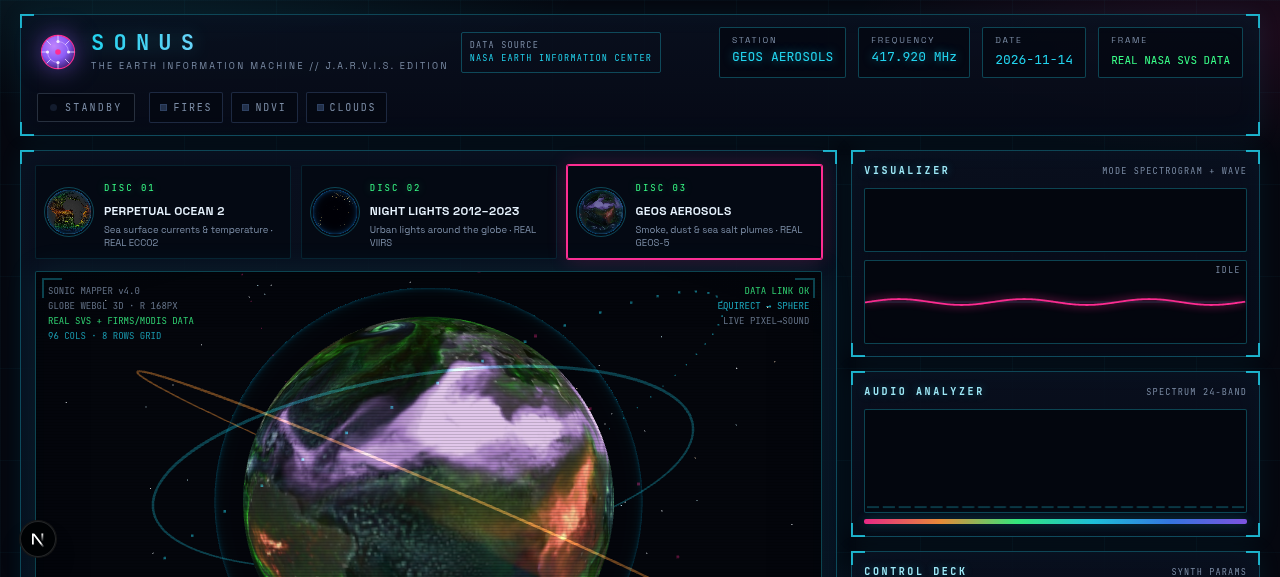 SONUS
THE EARTH INFORMATION MACHINE // J.A.R.V.I.S. EDITION
DATA SOURCE
NASA EARTH INFORMATION CENTER
STATION
GEOS AEROSOLS
FREQUENCY
417.920 MHz
DATE
2026-11-14
FRAME
REAL NASA SVS DATA
STANDBY
FIRES
NDVI
CLOUDS
DISC 01
PERPETUAL OCEAN 2
Sea surface currents & temperature ·
REAL ECCO2
DISC 02
NIGHT LIGHTS 2012–2023
Urban lights around the globe · REAL
VIIRS
DISC 03
GEOS AEROSOLS
Smoke, dust & sea salt plumes · REAL
GEOS-5
SONIC MAPPER v4.0
GLOBE WEBGL 3D · R 168PX
REAL SVS + FIRMS/MODIS DATA
96 COLS · 8 ROWS GRID
DATA LINK OK
EQUIRECT ↔ SPHERE
LIVE PIXEL→SOUND
VISUALIZER
MODE SPECTROGRAM + WAVE
IDLE
AUDIO ANALYZER
SPECTRUM 24-BAND
CONTROL DECK
SYNTH PARAMS
N